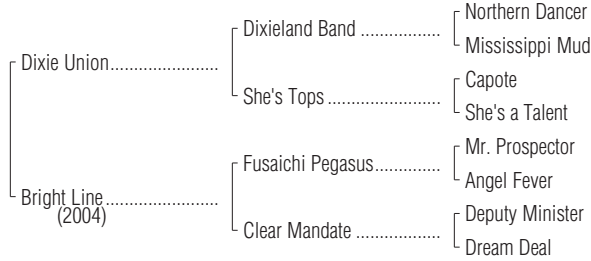 Northern Dancer
Dixieland Band ..................
Mississippi Mud
Dixie Union.......................
Capote
She's Tops .........................
She's a Talent
Mr. Prospector
Fusaichi Pegasus..............
Angel Fever
Bright Line ........................
(2004)
Deputy Minister
Clear Mandate ..................
Dream Deal